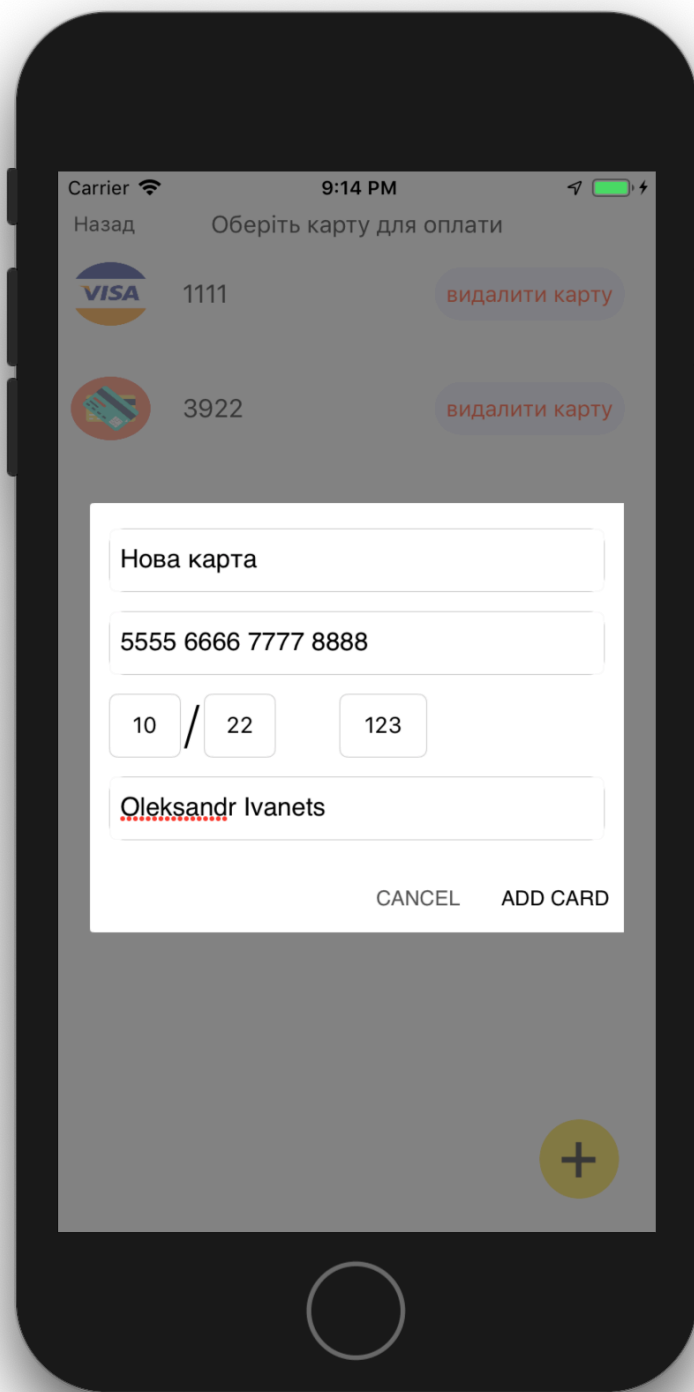 Carrier 9:14 PM
Назад Оберіть карту для оплати
VISA 1111 видалити карту
3922 видалити карту
Нова карта
5555 6666 7777 8888
10 / 22 123
Oleksandr Ivanets
CANCEL ADD CARD
+